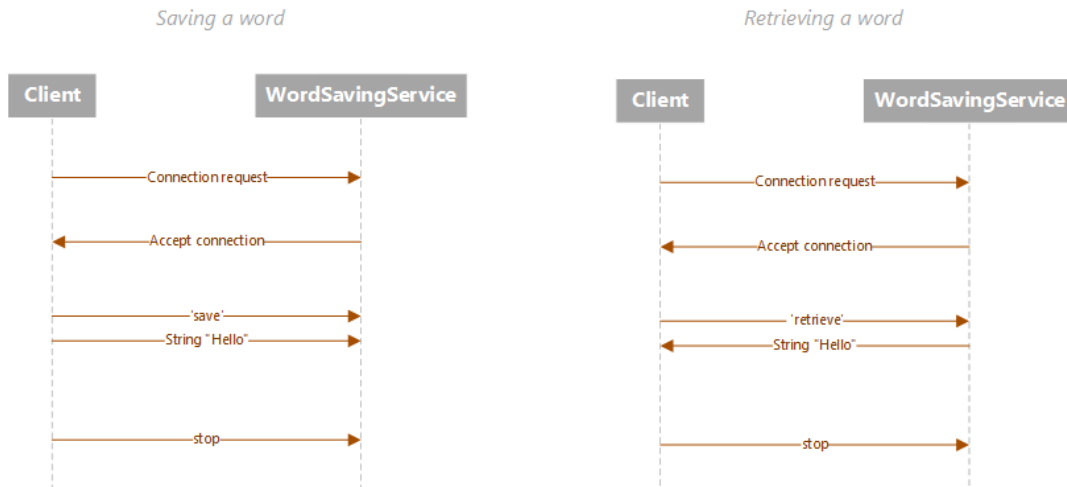 Saving a word
Client
WordSavingService
Connection request
Accept connection
'save'
String "Hello"
stop
Retrieving a word
Client
WordSavingService
Connection request
Accept connection
'retrieve'
String "Hello"
stop